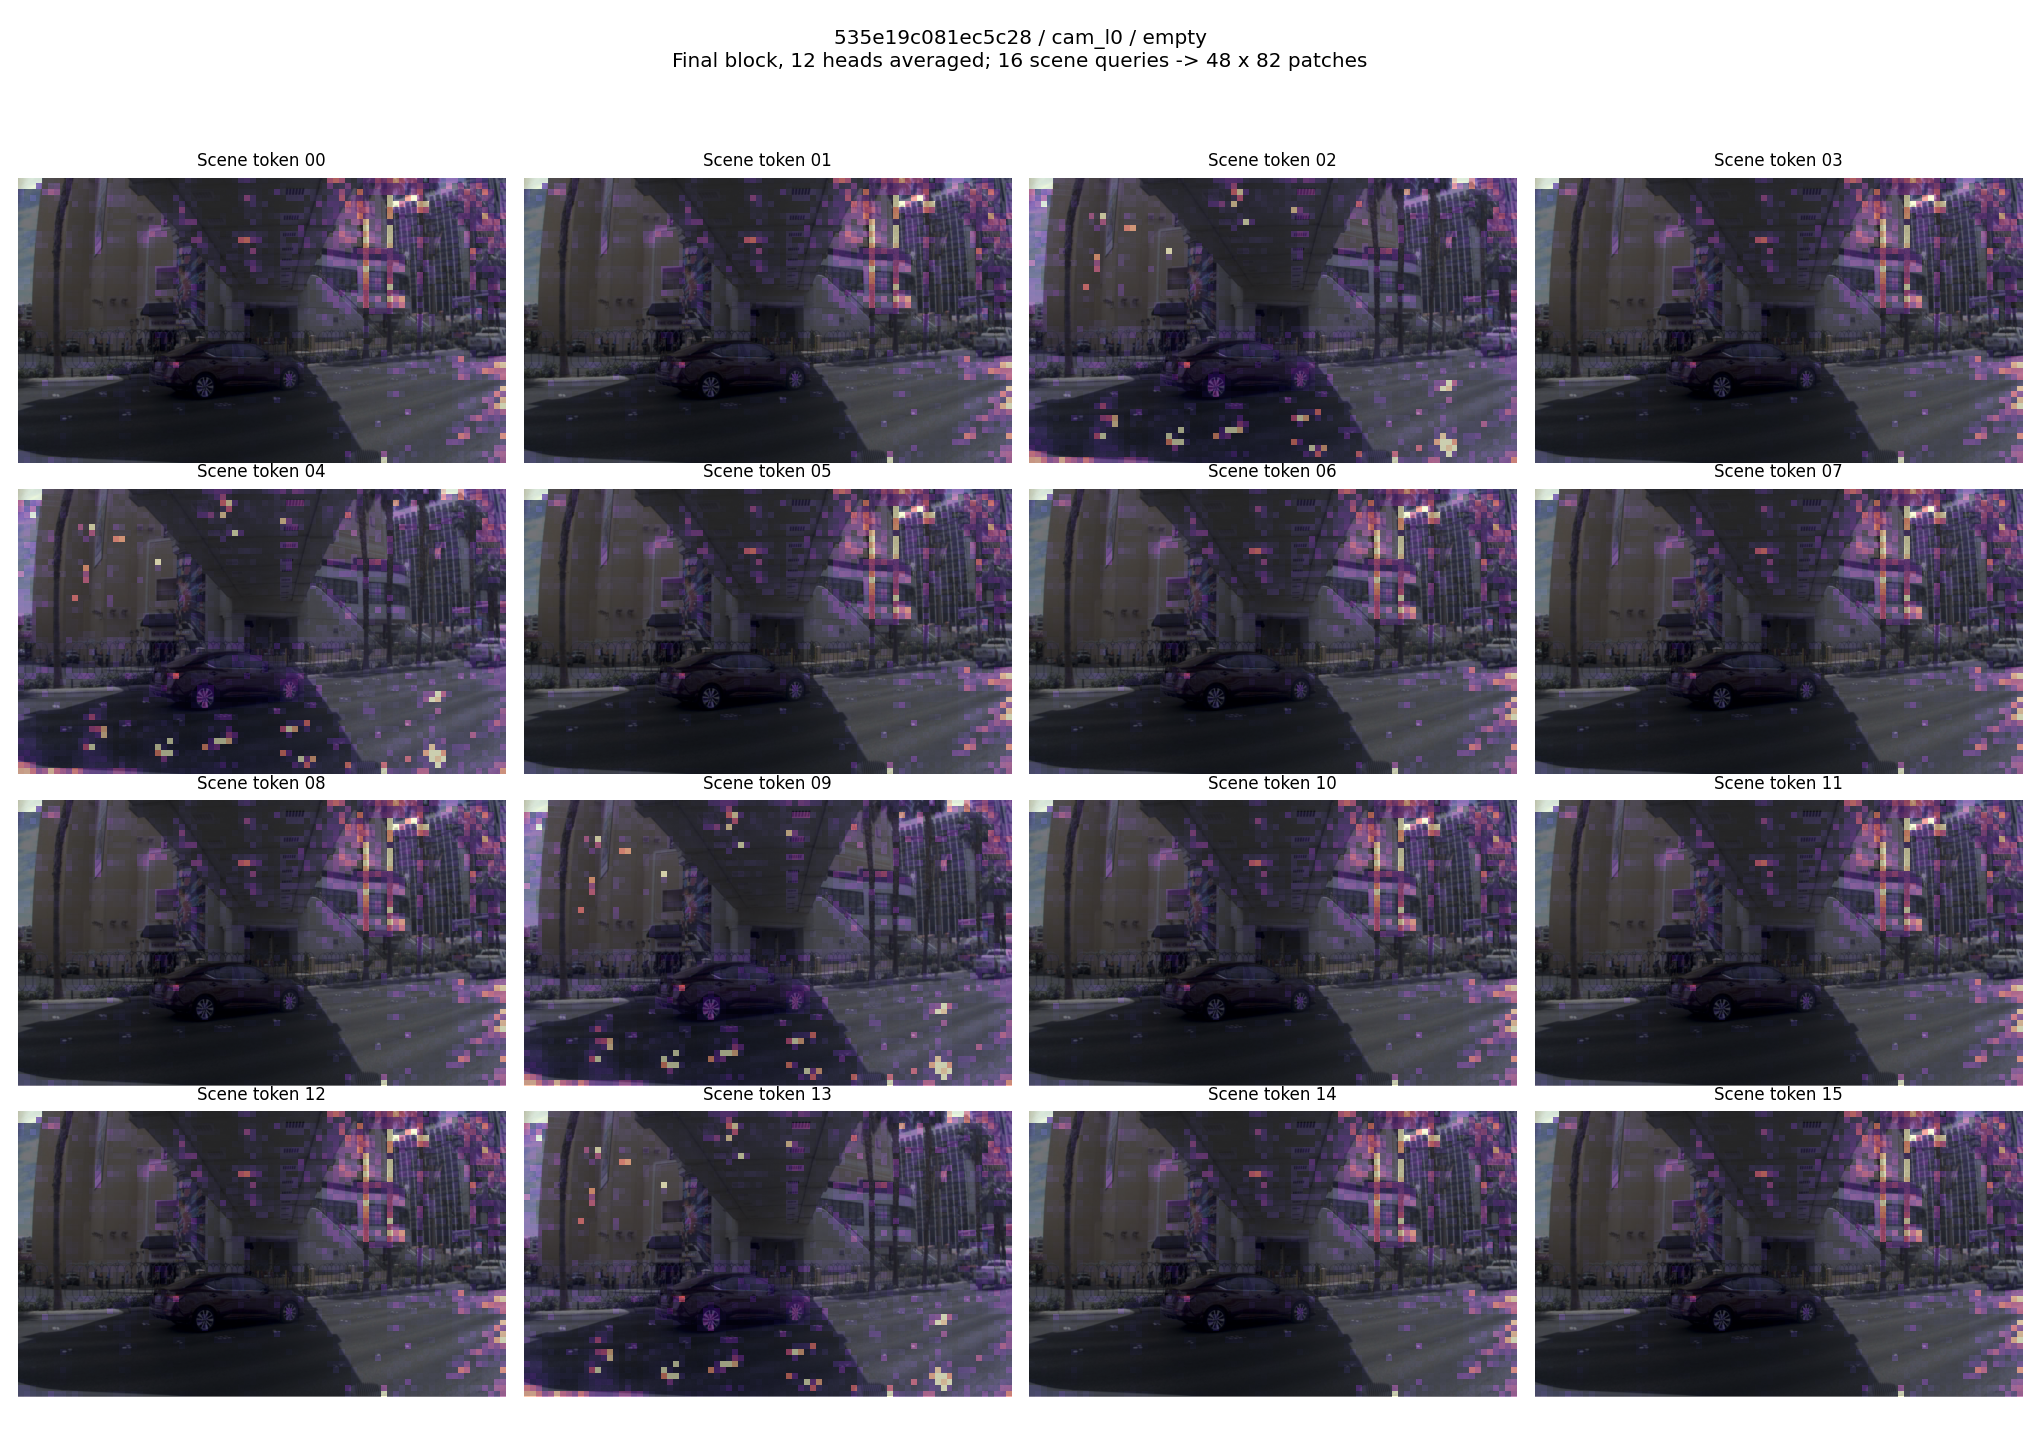 535e19c081ec5c28 / cam_l0 / empty
Final block, 12 heads averaged; 16 scene queries -> 48 x 82 patches
Scene token 00
Scene token 01
Scene token 02
Scene token 03
Scene token 04
Scene token 05
Scene token 06
Scene token 07
Scene token 08
Scene token 09
Scene token 10
Scene token 11
Scene token 12
Scene token 13
Scene token 14
Scene token 15